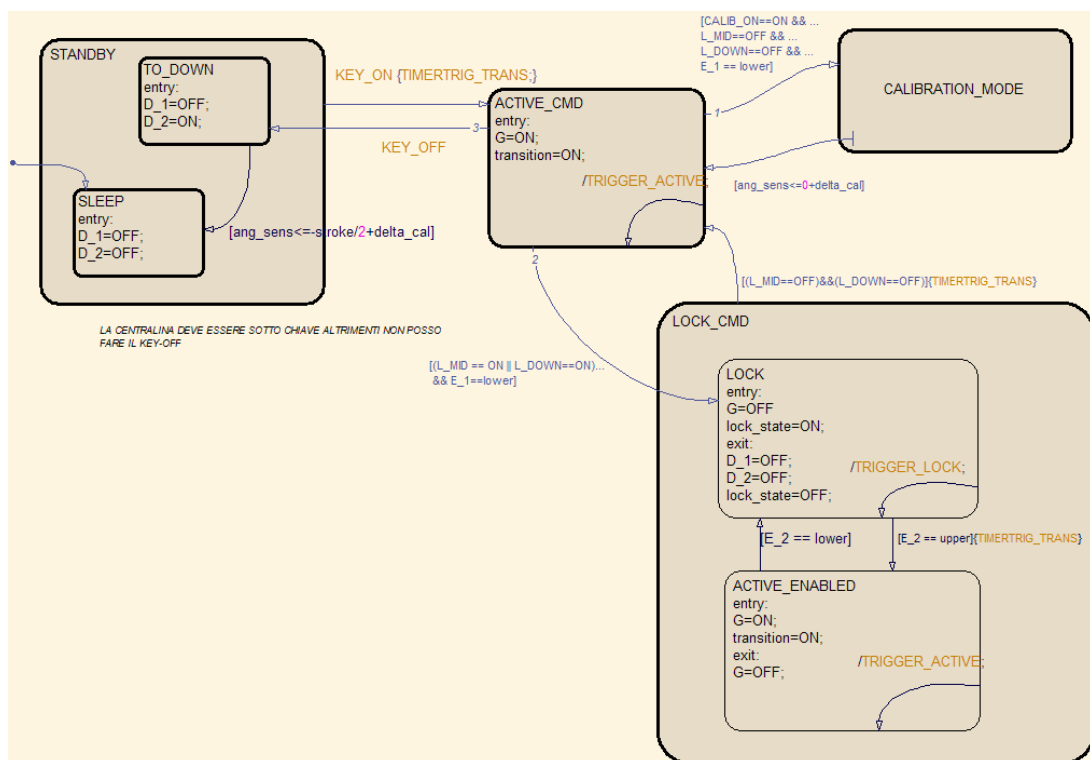 STANDBY
TO_DOWN
entry:
D_1=OFF;
D_2=ON;
SLEEP
entry:
D_1=OFF;
D_2=OFF;
[ang_sens<=-stroke/2+delta_cal]
LA CENTRALINA DEVE ESSERE SOTTO CHIAVE ALTRIMENTI NON POSSO
FARE IL KEY-OFF
KEY_ON {TIMERTRIG_TRANS;}
3
KEY_OFF
ACTIVE_CMD
entry:
G=ON;
transition=ON;
/TRIGGER_ACTIVE;
1
2
[CALIB_ON==ON && ...
L_MID==OFF && ...
L_DOWN==OFF && ...
E_1 == lower]
CALIBRATION_MODE
[ang_sens<=0+delta_cal]
[(L_MID==OFF)&&(L_DOWN==OFF)]{TIMERTRIG_TRANS}
[(L_MID == ON || L_DOWN==ON)...
&& E_1==lower]
LOCK_CMD
LOCK
entry:
G=OFF
lock_state=ON;
exit:
D_1=OFF;
D_2=OFF;
lock_state=OFF;
/TRIGGER_LOCK;
[E_2 == lower]
[E_2 == upper]{TIMERTRIG_TRANS}
ACTIVE_ENABLED
entry:
G=ON;
transition=ON;
exit:
G=OFF;
/TRIGGER_ACTIVE;